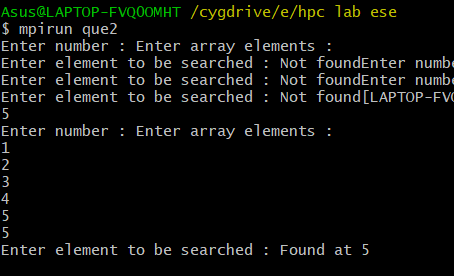 Asus@LAPTOP-FVQOOMHT /cygdrive/e/hpc lab ese
$ mpirun que2
Enter number : Enter array elements :
Enter element to be searched : Not foundEnter numbe
Enter element to be searched : Not foundEnter numbe
Enter element to be searched : Not found[LAPTOP-FVQ
5
Enter number : Enter array elements :
1
2
3
4
5
5
Enter element to be searched : Found at 5